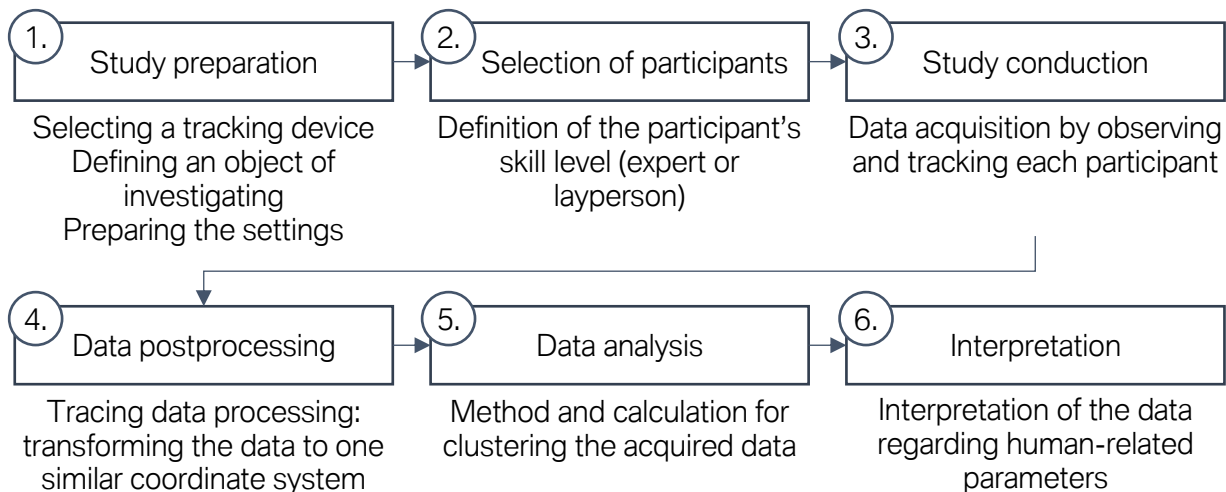 1.
Study preparation
Selecting a tracking device
Defining an object of
investigating
Preparing the settings
2.
Selection of participants
Definition of the participant's
skill level (expert or
layperson)
3.
Study conduction
Data acquisition by observing
and tracking each participant
4.
Data postprocessing
Tracing data processing:
transforming the data to one
similar coordinate system
5.
Data analysis
Method and calculation for
clustering the acquired data
6.
Interpretation
Interpretation of the data
regarding human-related
parameters